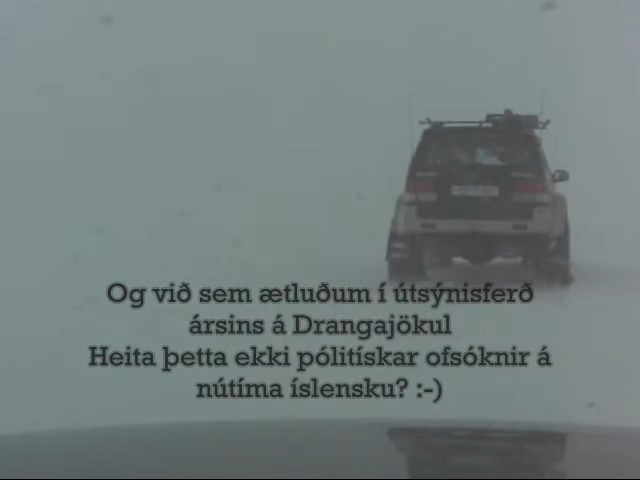 Og við sem ætluðum í útsýnisferð
ársins á Drangajökul
Heita þetta ekki pólitískar ofsóknir á
nútíma íslensku? :-)